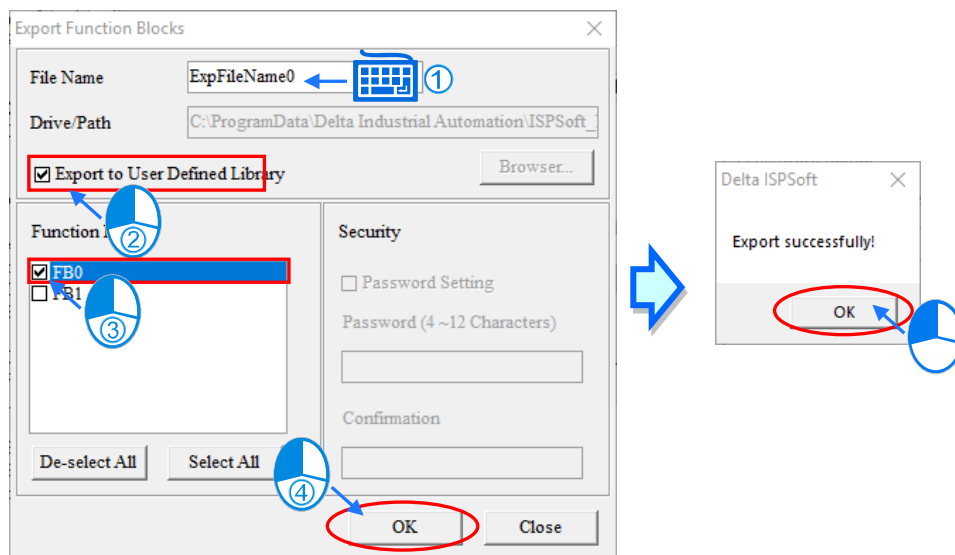 Export Function Blocks
File Name
ExpFileName0
1
Drive/Path
C:\ProgramData\Delta Industrial Automation\ISPSoft_
Export to User Defined Library
Browser...
2
Function
Security
FB0
FB1
3
Password Setting
Password (4 ~12 Characters)
Confirmation
De-select All
Select All
4
OK
Close
Delta ISPSoft
Export successfully!
OK